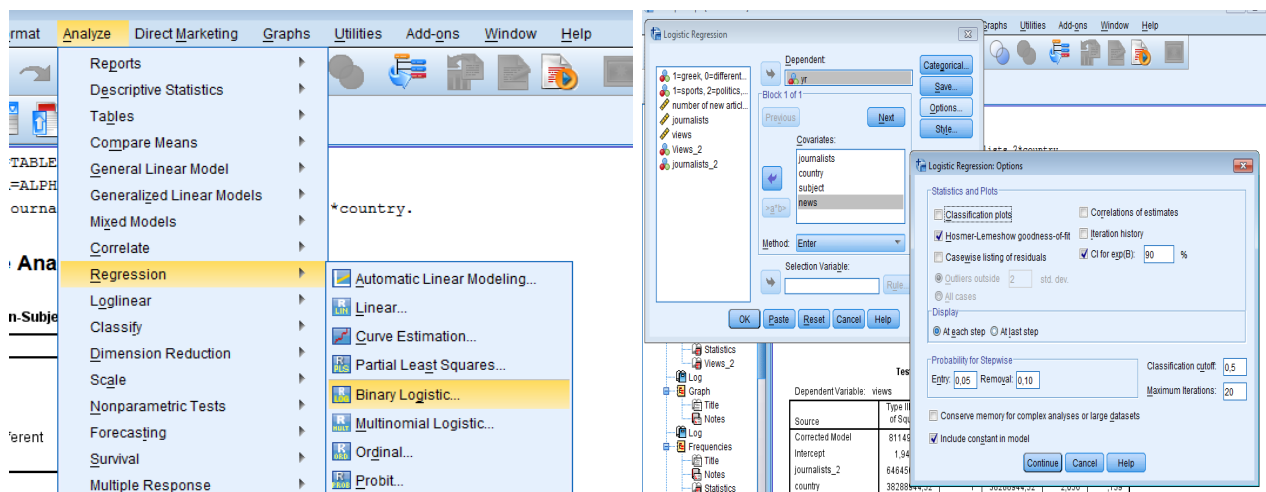 rmat Analyze Direct Marketing Graphs Utilities Add-ons Window Help
Reports
Descriptive Statistics
Tables
Compare Means
General Linear Model
Generalized Linear Models
Mixed Models
Correlate
Regression
Loglinear
Classify
Dimension Reduction
Scale
Nonparametric Tests
Forecasting
Survival
Multiple Response
TABLE
=ALPH
ourna
*country.
Ana
n-Subje
ferent
Automatic Linear Modeling...
Linear...
Curve Estimation...
Partial Least Squares...
Binary Logistic...
Multinomial Logistic...
Ordinal...
Probit...
Graphs Utilities Add-ons Window Help
Logistic Regression
1=greek, 0=different...
1=sports, 2=politics,...
number of new articl...
journalists
views
Views_2
journalists_2
Dependent:
yr
Block 1 of 1
Previous Next
Covariates:
journalists
country
subject
news
>a*b>
Method: Enter
Selection Variable:
Rule...
Categorical...
Save...
Options...
Style...
OK Paste Reset Cancel Help
Logistic Regression: Options
Statistics and Plots
Classification plots Correlations of estimates
Hosmer-Lemeshow goodness-of-fit Iteration history
Casewise listing of residuals CI for exp(B): 90 %
Outliers outside 2 std. dev.
All cases
Display
At each step At last step
Probability for Stepwise
Entry: 0,05 Removal: 0,10
Classification cutoff: 0,5
Maximum Iterations: 20
Conserve memory for complex analyses or large datasets
Include constant in model
Continue Cancel Help
Statistics
Views_2
Log
Graph
Title
Notes
Log
Frequencies
Title
Notes
Statistics
Tes
Dependent Variable: views
Source Type III of Squ
Corrected Model 81149
Intercept 1,94
journalists_2 64645
country 38288944,52